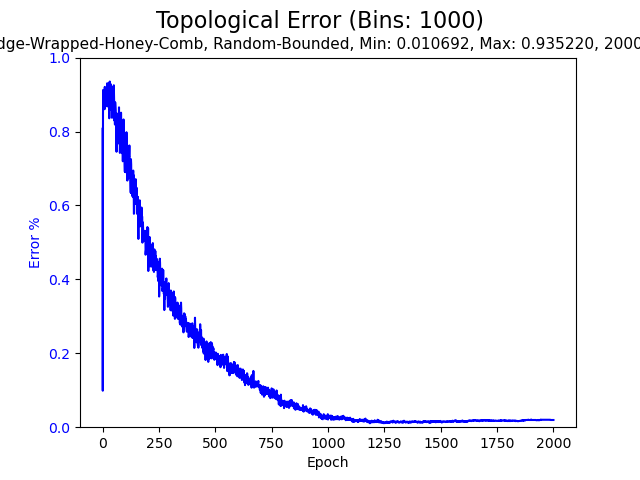 Topological Error (Bins: 1000)
dge-Wrapped-Honey-Comb, Random-Bounded, Min: 0.010692, Max: 0.935220, 2000
1.0
0.8
0.6
0.4
0.2
0.0
Error %
0 250 500 750 1000 1250 1500 1750 2000
Epoch